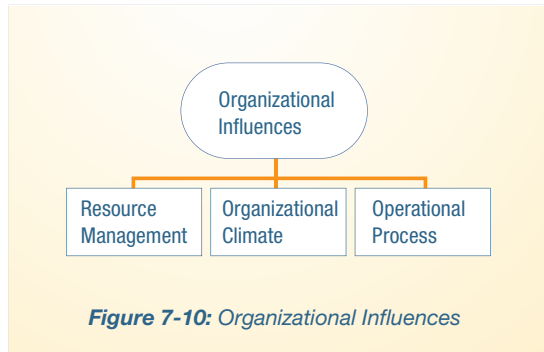 Organizational
Influences
Resource
Management
Organizational
Climate
Operational
Process
Figure 7-10: Organizational Influences